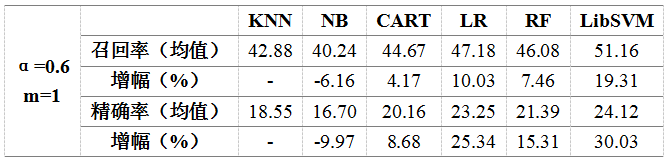 KNN NB CART LR RF LibSVM
α=0.6
m=1
召回率（均值） 42.88 40.24 44.67 47.18 46.08 51.16
增幅（%） - -6.16 4.17 10.03 7.46 19.31
精确率（均值） 18.55 16.70 20.16 23.25 21.39 24.12
增幅（%） - -9.97 8.68 25.34 15.31 30.03